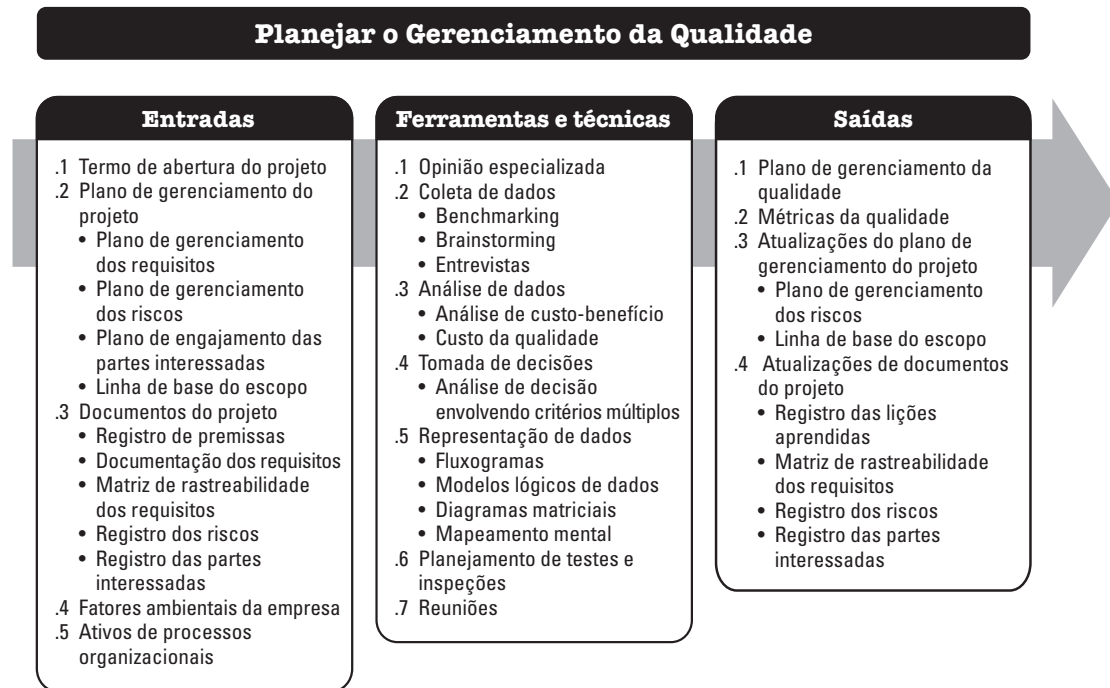 Planejar o Gerenciamento da Qualidade
Entradas
.1 Termo de abertura do projeto
.2 Plano de gerenciamento do
projeto
• Plano de gerenciamento
dos requisitos
• Plano de gerenciamento
dos riscos
• Plano de engajamento das
partes interessadas
• Linha de base do escopo
.3 Documentos do projeto
• Registro de premissas
• Documentação dos requisitos
• Matriz de rastreabilidade
dos requisitos
• Registro dos riscos
• Registro das partes
interessadas
.4 Fatores ambientais da empresa
.5 Ativos de processos
organizacionais
Ferramentas e técnicas
.1 Opinião especializada
.2 Coleta de dados
• Benchmarking
• Brainstorming
• Entrevistas
.3 Análise de dados
• Análise de custo-benefício
• Custo da qualidade
.4 Tomada de decisões
• Análise de decisão
envolvendo critérios múltiplos
.5 Representação de dados
• Fluxogramas
• Modelos lógicos de dados
• Diagramas matriciais
• Mapeamento mental
.6 Planejamento de testes e
inspeções
.7 Reuniões
Saídas
.1 Plano de gerenciamento da
qualidade
.2 Métricas da qualidade
.3 Atualizações do plano de
gerenciamento do projeto
• Plano de gerenciamento
dos riscos
• Linha de base do escopo
.4 Atualizações de documentos
do projeto
• Registro das lições
aprendidas
• Matriz de rastreabilidade
dos requisitos
• Registro dos riscos
• Registro das partes
interessadas